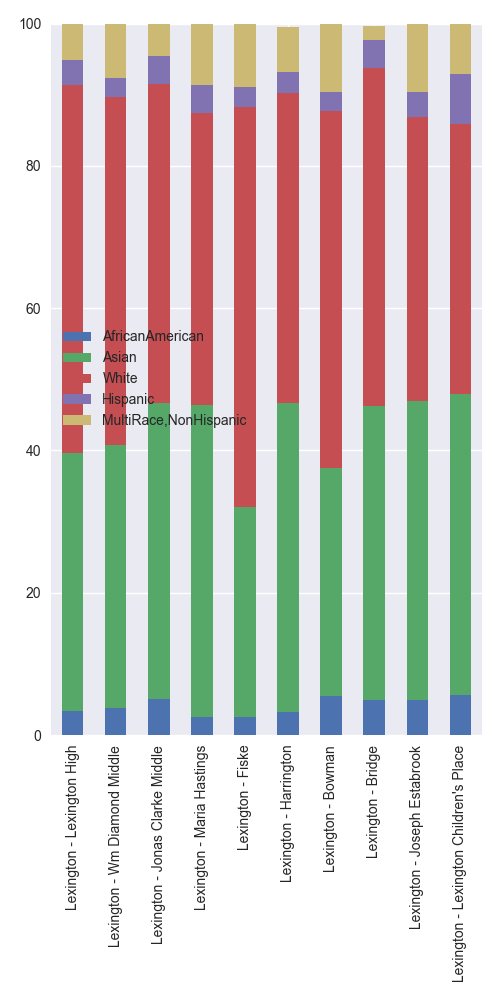 100
80
60
40
20
0
AfricanAmerican
Asian
White
Hispanic
MultiRace,NonHispanic
Lexington - Lexington High
Lexington - Wm Diamond Middle
Lexington - Jonas Clarke Middle
Lexington - Maria Hastings
Lexington - Fiske
Lexington - Harrington
Lexington - Bowman
Lexington - Bridge
Lexington - Joseph Estabrook
Lexington - Lexington Children's Place